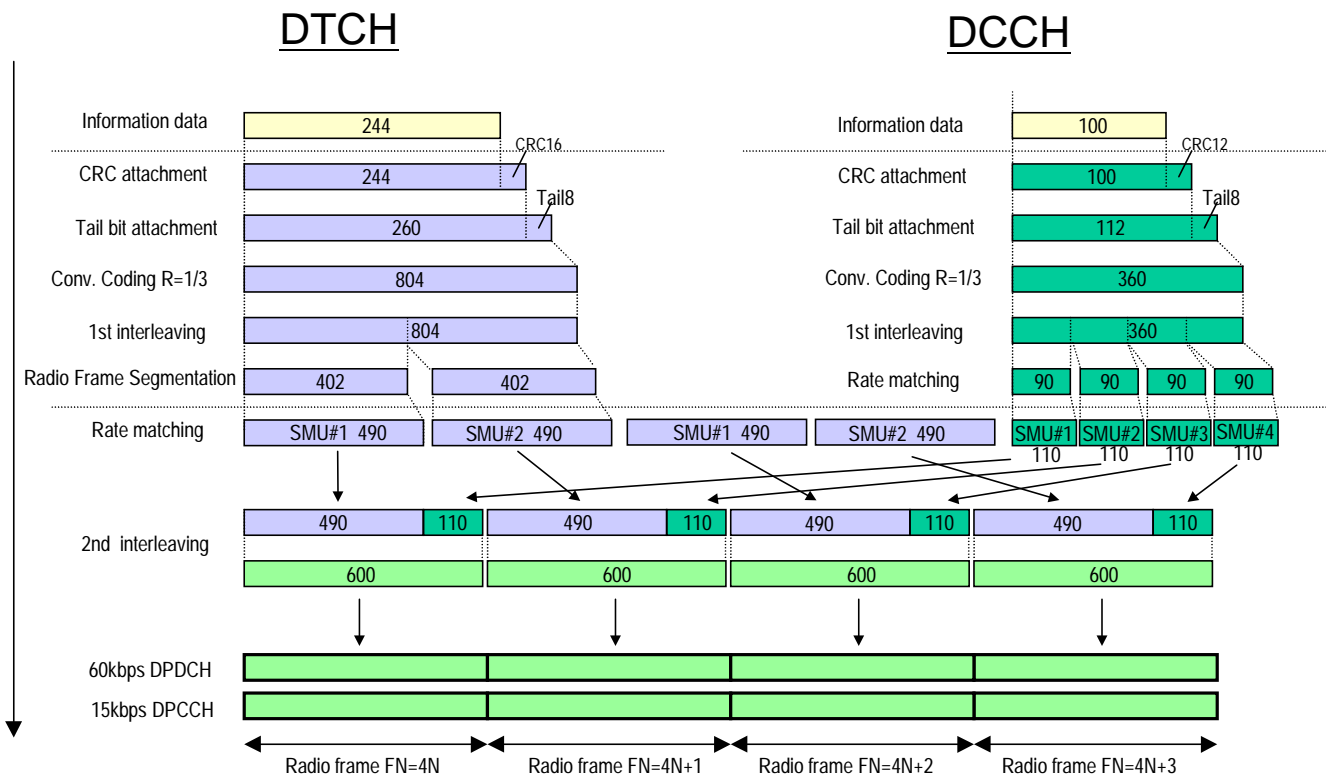 DTCH
DCCH
Information data
244
Information data
100
CRC16
CRC12
CRC attachment
244
CRC attachment
100
Tail8
Tail8
Tail bit attachment
260
Tail bit attachment
112
Conv. Coding R=1/3
804
Conv. Coding R=1/3
360
1st interleaving
804
1st interleaving
360
Radio Frame Segmentation
402
402
Rate matching
90
90
90
90
Rate matching
SMU#1 490
SMU#2 490
SMU#1 490
SMU#2 490
SMU#1
SMU#2
SMU#3
SMU#4
110
110
110
110
2nd interleaving
490
110
490
110
490
110
490
110
600
600
600
600
60kbps DPDCH
15kbps DPCCH
Radio frame FN=4N
Radio frame FN=4N+1
Radio frame FN=4N+2
Radio frame FN=4N+3